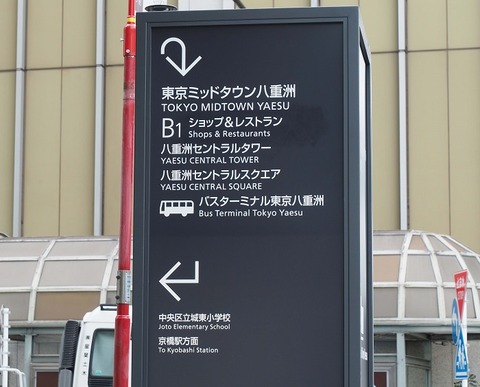 東京ミッドタウン八重洲
TOKYO MIDTOWN YAESU
B1 ショップ&レストラン
Shops & Restaurants
八重洲セントラルタワー
YAESU CENTRAL TOWER
八重洲セントラルスクエア
YAESU CENTRAL SQUARE
バスターミナル東京八重洲
Bus Terminal Tokyo Yaesu
中央区立城東小学校
Joto Elementary School
京橋駅方面
To Kyobashi Station